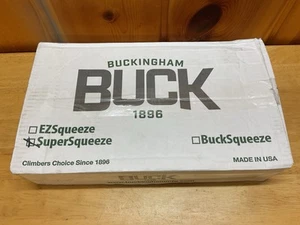 BUCKINGHAM
BUCK
1896
EZSqueeze
SuperSqueeze
BuckSqueeze
Climbers Choice Since 1896
MADE IN USA